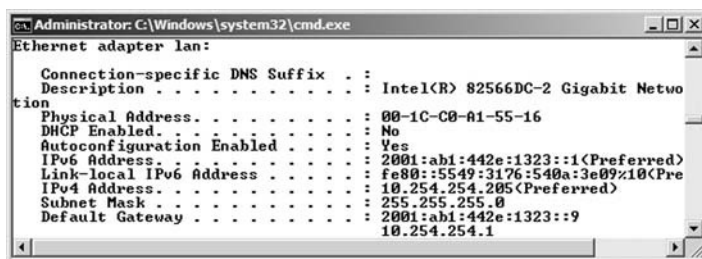 Administrator: C:\Windows\system32\cmd.exe
Ethernet adapter lan:
Connection-specific DNS Suffix . :
Description . . . . . . . . . . . : Intel(R) 82566DC-2 Gigabit Netwo
tion
Physical Address. . . . . . . . . : 00-1C-C0-A1-55-16
DHCP Enabled. . . . . . . . . . . : No
Autoconfiguration Enabled . . . . : Yes
IPv6 Address. . . . . . . . . . . : 2001:ab1:442e:1323::1(Preferred)
Link-local IPv6 Address . . . . . : fe80::5549:3176:540a:3e09%10(Pre
IPv4 Address. . . . . . . . . . . : 10.254.254.205(Preferred)
Subnet Mask . . . . . . . . . . . : 255.255.255.0
Default Gateway . . . . . . . . . : 2001:ab1:442e:1323::9
10.254.254.1